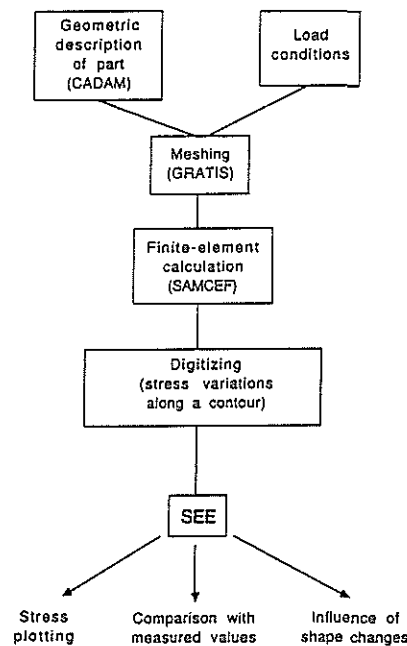 Geometric
description
of part
(CADAM)
Load
conditions
Meshing
(GRATIS)
Finite-element
calculation
(SAMCEF)
Digitizing
(stress variations
along a contour)
SEE
Stress
plotting
Comparison with
measured values
Influence of
shape changes